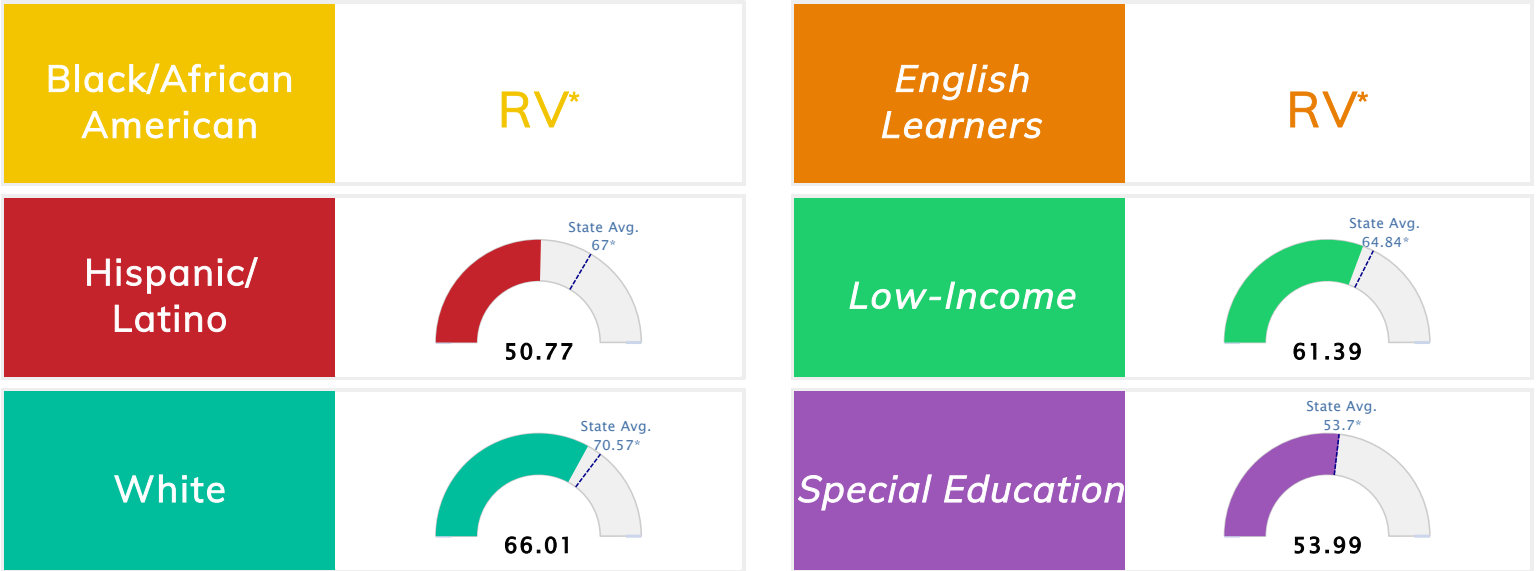 Black/African
American
RV*
English
Learners
RV*
Hispanic/
Latino
State Avg.
67*
50.77
Low-Income
State Avg.
64.84*
61.39
White
State Avg.
70.57*
66.01
Special Education
State Avg.
53.7*
53.99